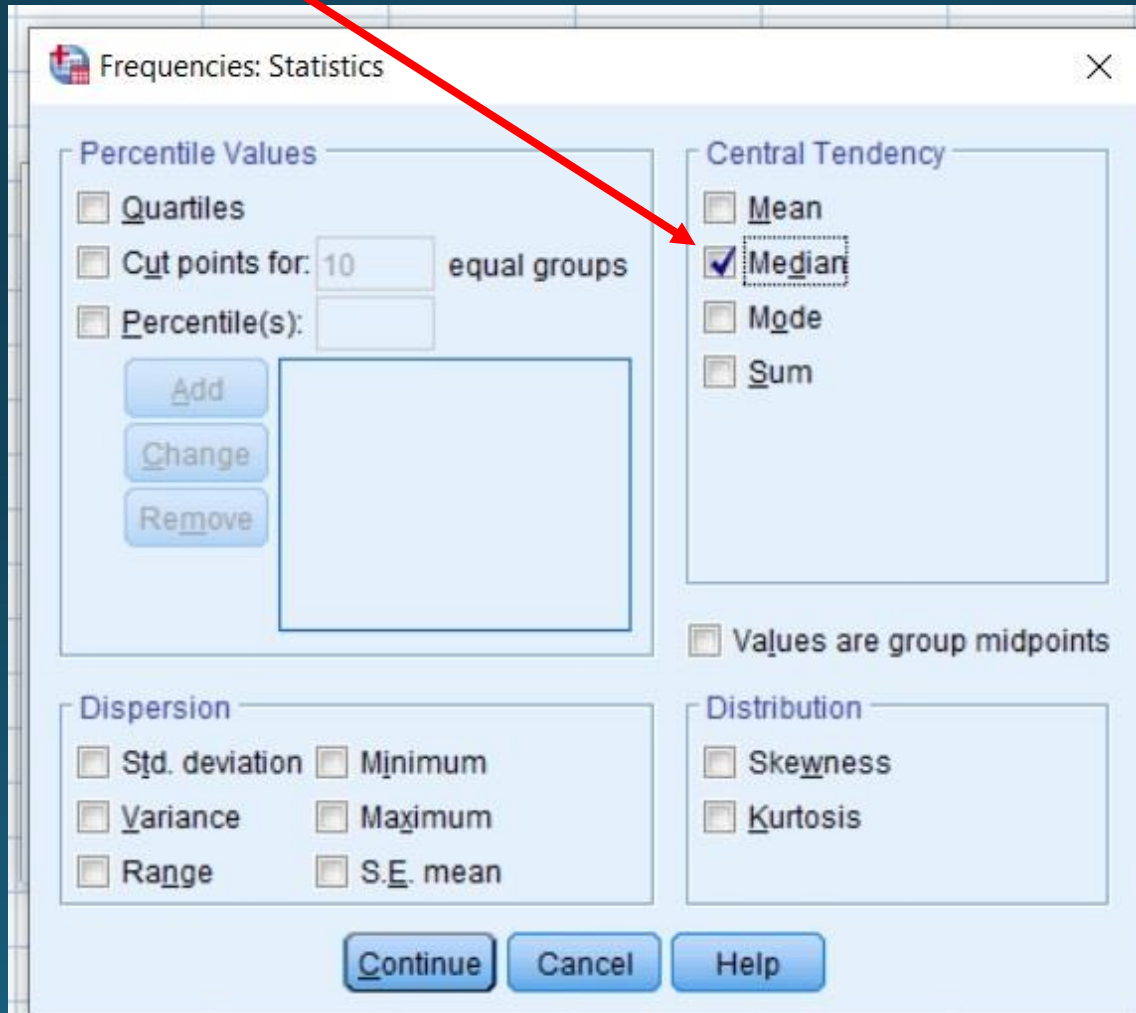 Frequencies: Statistics
Percentile Values
Quartiles
Cut points for: 10 equal groups
Percentile(s):
Add
Change
Remove
Central Tendency
Mean
Median
Mode
Sum
Values are group midpoints
Dispersion
Std. deviation Minimum
Variance Maximum
Range S.E. mean
Distribution
Skewness
Kurtosis
Continue Cancel Help